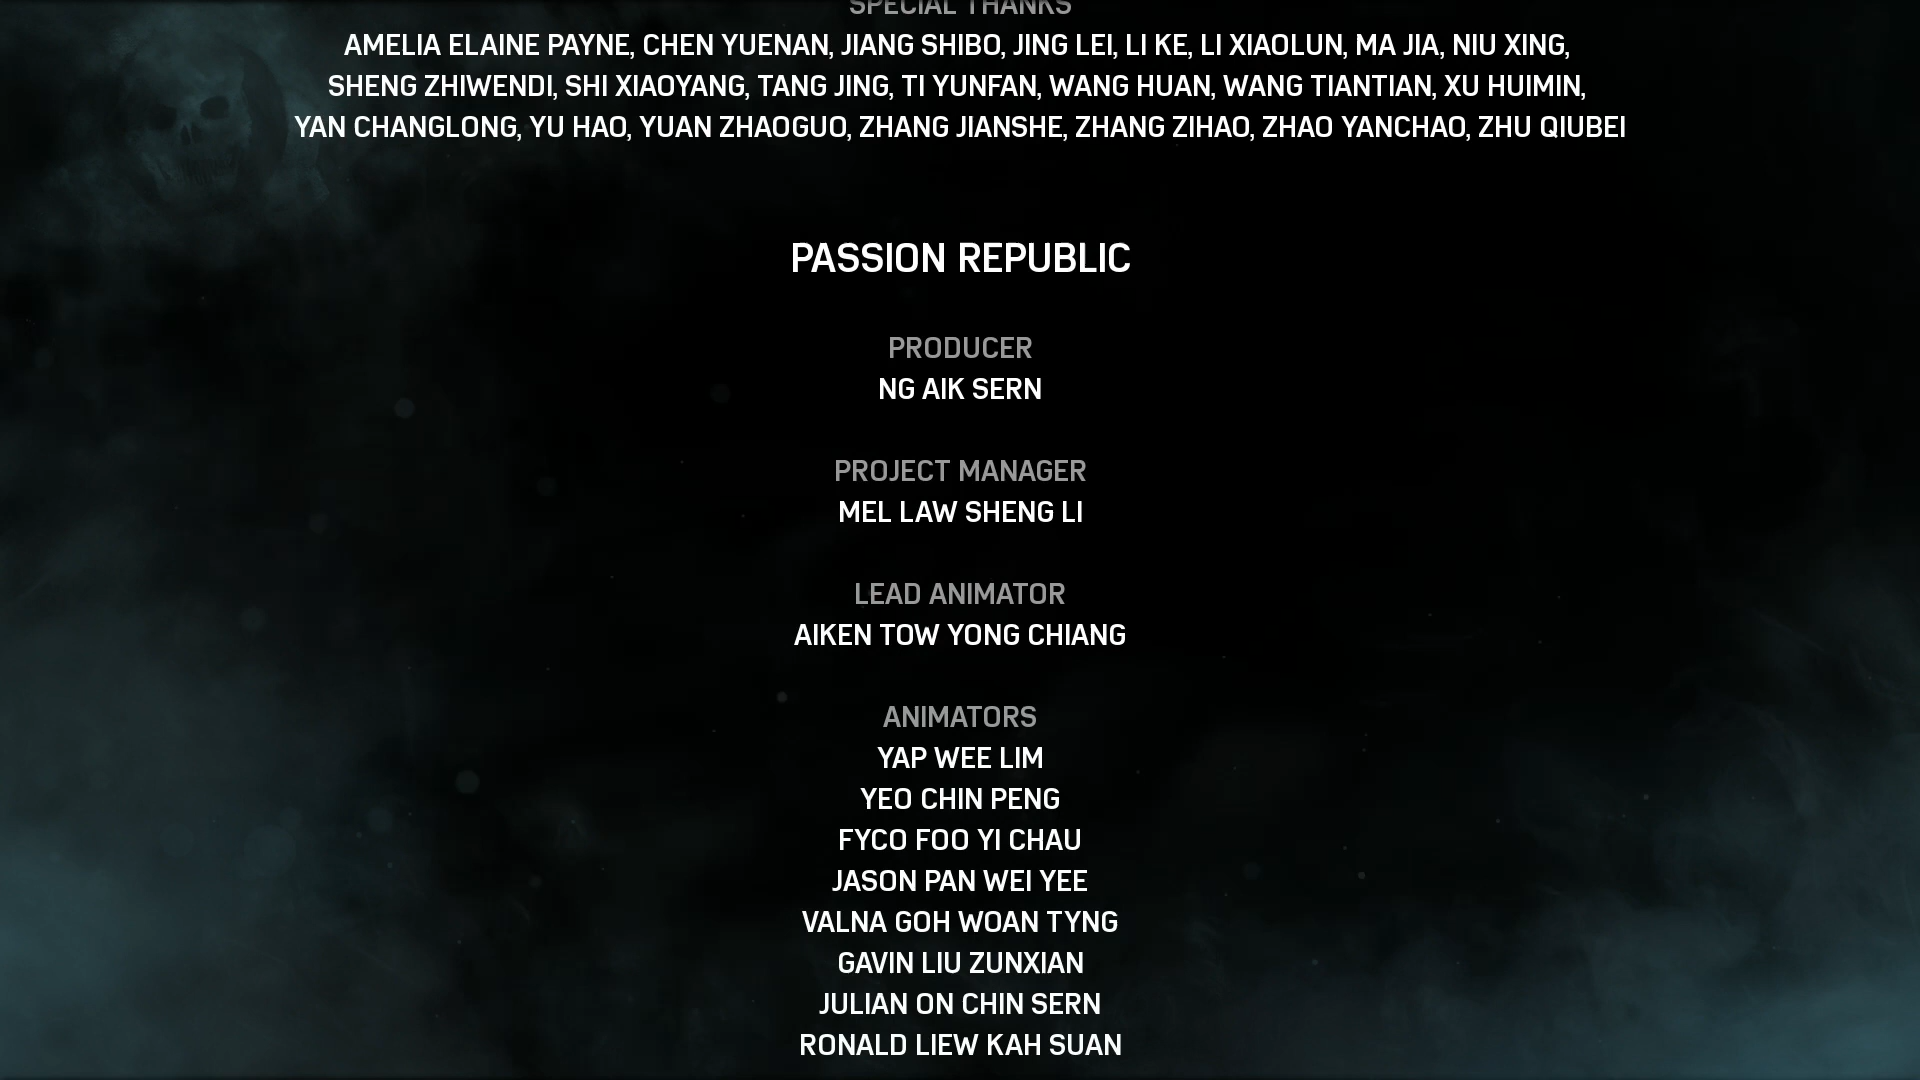 SPECIAL THANKS
AMELIA ELAINE PAYNE, CHEN YUENAN, JIANG SHIBO, JING LEI, LI KE, LI XIAOLUN, MA JIA, NIU XING,
SHENG ZHIWENDI, SHI XIAOYANG, TANG JING, TI YUNFAN, WANG HUAN, WANG TIANTIAN, XU HUIMIN,
YAN CHANGLONG, YU HAO, YUAN ZHAOGUO, ZHANG JIANSHE, ZHANG ZIHAO, ZHAO YANCHAO, ZHU QIUBEI
PASSION REPUBLIC
PRODUCER
NG AIK SERN
PROJECT MANAGER
MEL LAW SHENG LI
LEAD ANIMATOR
AIKEN TOW YONG CHIANG
ANIMATORS
YAP WEE LIM
YEO CHIN PENG
FYCO FOO YI CHAU
JASON PAN WEI YEE
VALNA GOH WOAN TYNG
GAVIN LIU ZUNXIAN
JULIAN ON CHIN SERN
RONALD LIEW KAH SUAN